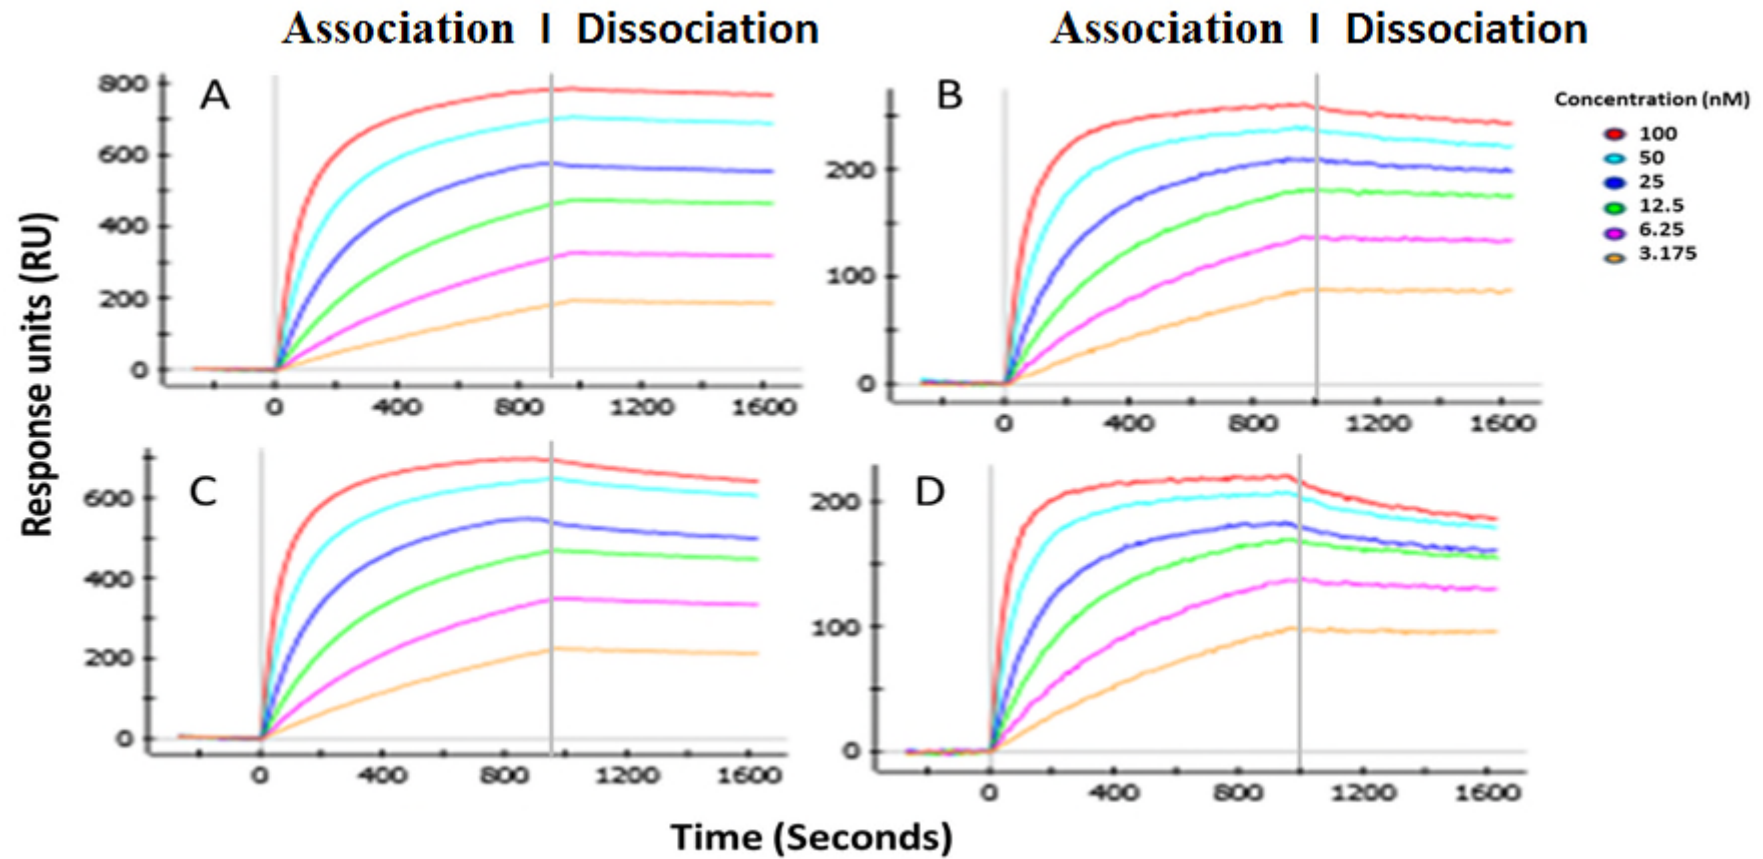 Association | Dissociation
Association | Dissociation
A
800
600
400
200
0
0 400 800 1200 1600
B
200
100
0
0 400 800 1200 1600
Concentration (nM)
100
50
25
12.5
6.25
3.175
Response units (RU)
C
600
400
200
0
0 400 800 1200 1600
D
200
100
0
0 400 800 1200 1600
Time (Seconds)